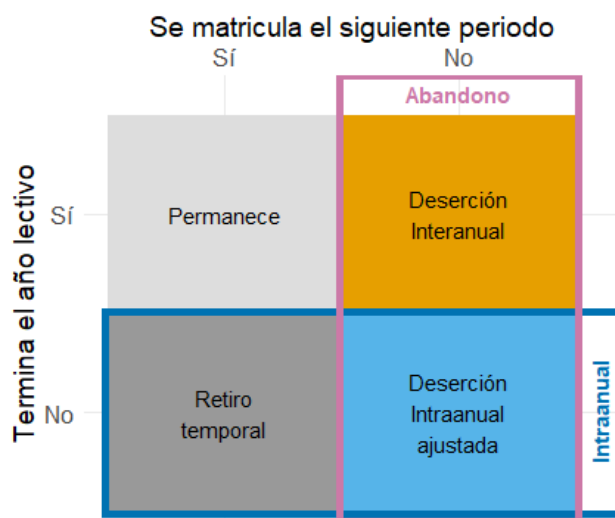 Se matricula el siguiente periodo
Sí No
Abandono
Termina el año lectivo
Sí
Permanece
Deserción
Interanual
No
Retiro
temporal
Deserción
Intraanual
ajustada
Intraanual